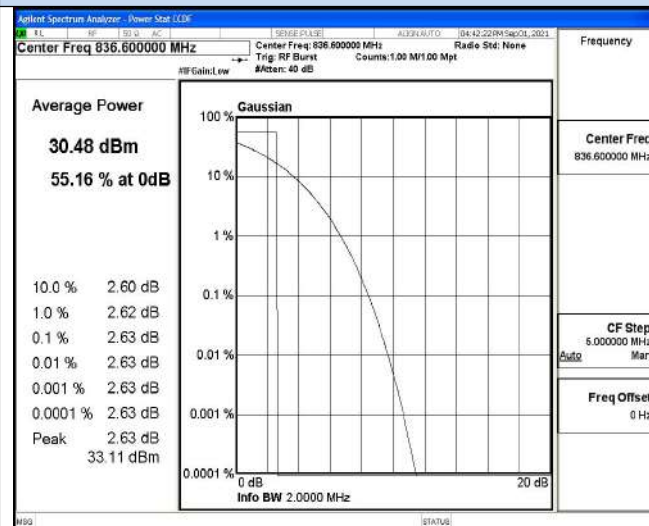 Agilent Spectrum Analyzer - Power Stat CCDF
RL RF 50 Ω AC SENSE:PULSE ALIGN AUTO 04:42:22 PM Sep 01, 2021
Center Freq 836.600000 MHz
Center Freq: 836.600000 MHz
Radio Std: None
Trig: RF Burst
Counts:1.00 M/1.00 Mpt
#IFGain:Low
#Atten: 40 dB
Frequency
Average Power
30.48 dBm
55.16 % at 0dB
10.0 % 2.60 dB
1.0 % 2.62 dB
0.1 % 2.63 dB
0.01 % 2.63 dB
0.001 % 2.63 dB
0.0001 % 2.63 dB
Peak 2.63 dB
33.11 dBm
Gaussian
100 %
10 %
1 %
0.1 %
0.01 %
0.001 %
0.0001 %
0 dB
20 dB
Info BW 2.0000 MHz
Center Freq
836.600000 MHz
CF Step
5.000000 MHz
Auto Man
Freq Offset
0 Hz
MSG
STATUS